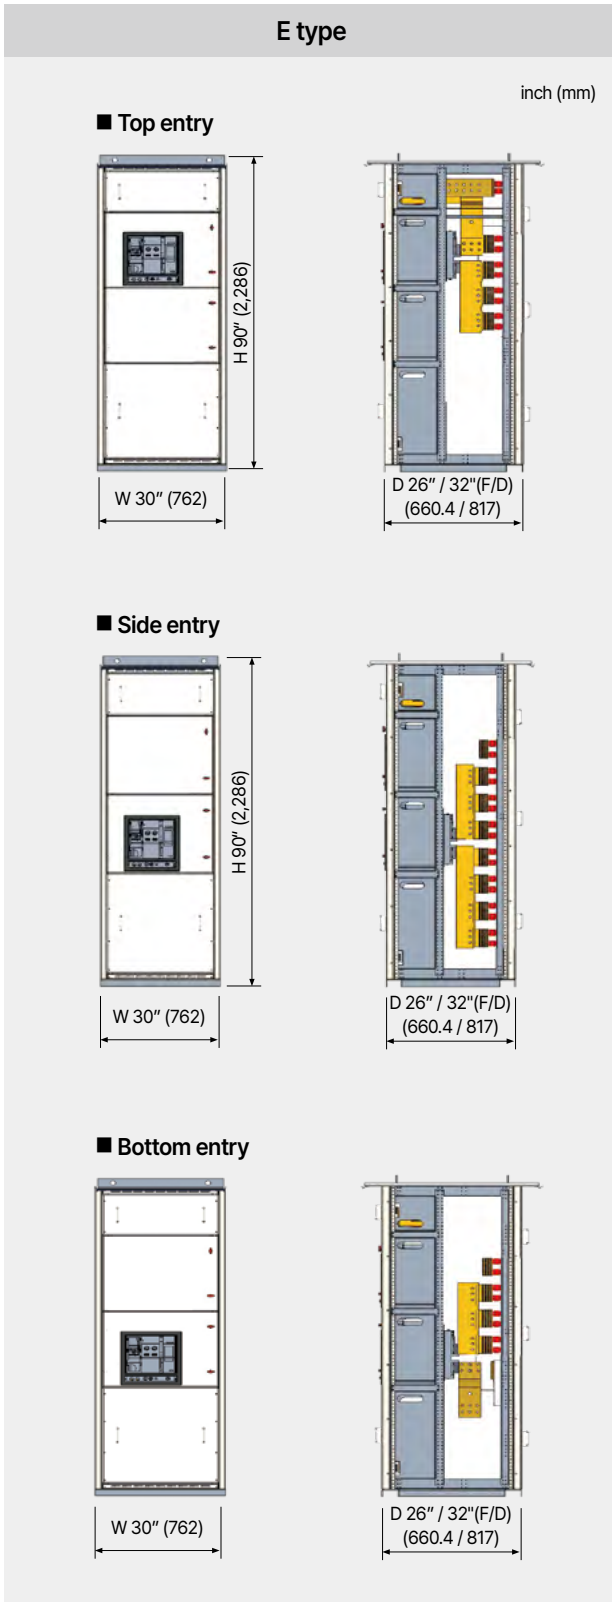 E type
inch (mm)
■ Top entry
H 90″ (2,286)
W 30″ (762)
D 26″ / 32"(F/D)
(660.4 / 817)
■ Side entry
H 90″ (2,286)
W 30″ (762)
D 26″ / 32"(F/D)
(660.4 / 817)
■ Bottom entry
W 30″ (762)
D 26″ / 32"(F/D)
(660.4 / 817)